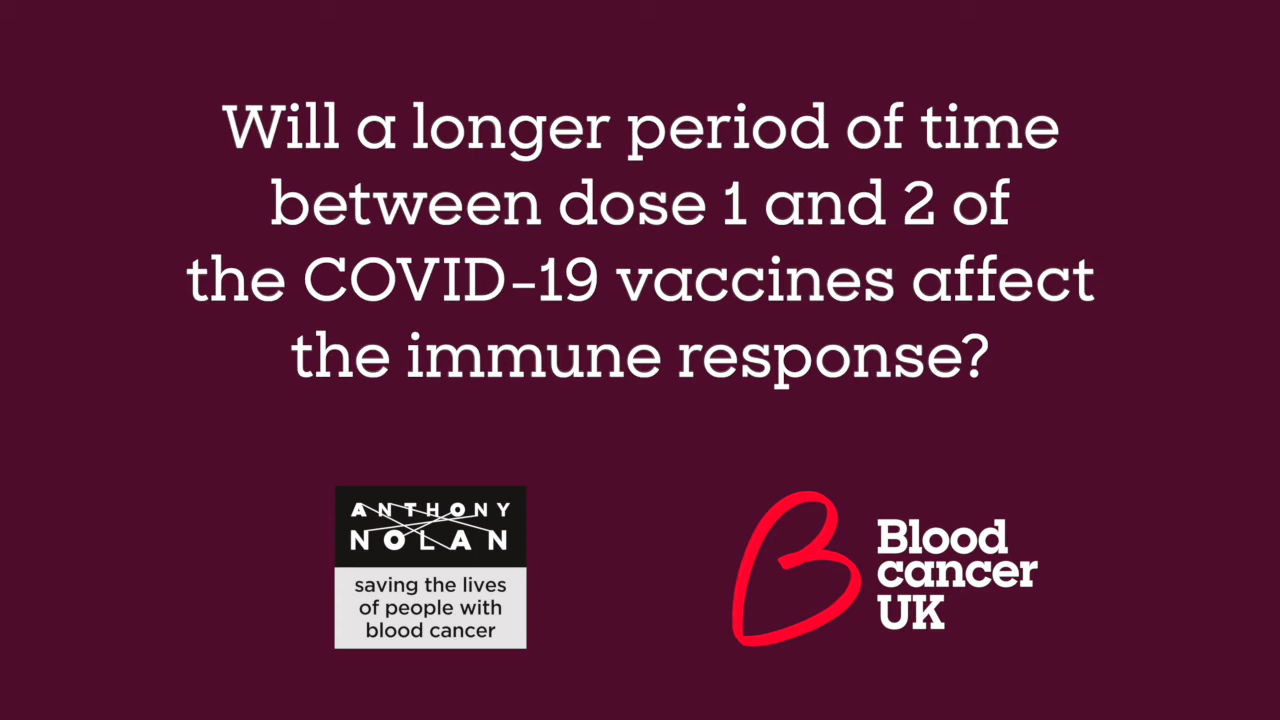 Will a longer period of time
between dose 1 and 2 of
the COVID-19 vaccines affect
the immune response?
ANTHONY
NOLAN
saving the lives
of people with
blood cancer
Blood
cancer
UK